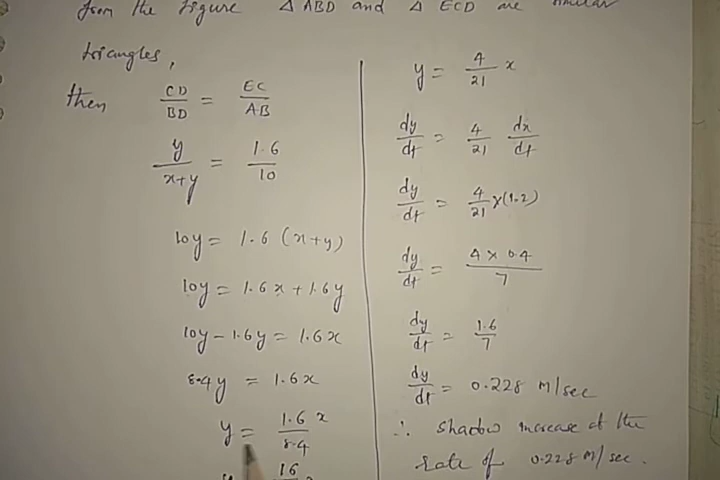 from the figure △ ABD and △ ECD are similar
triangles,
then CD/BD = EC/AB
y/x+y = 1.6/10
10y = 1.6 (x+y)
10y = 1.6x + 1.6y
10y - 1.6y = 1.6x
8.4y = 1.6x
y = 1.6/8.4 x
y = 16
y = 4/21 x
dy/dt = 4/21 dx/dt
dy/dt = 4/21 x(1.2)
dy/dt = 4 x 0.4/7
dy/dt = 1.6/7
dy/dt = 0.228 m/sec
∴ shadow increase at the
rate of 0.228 m/sec.